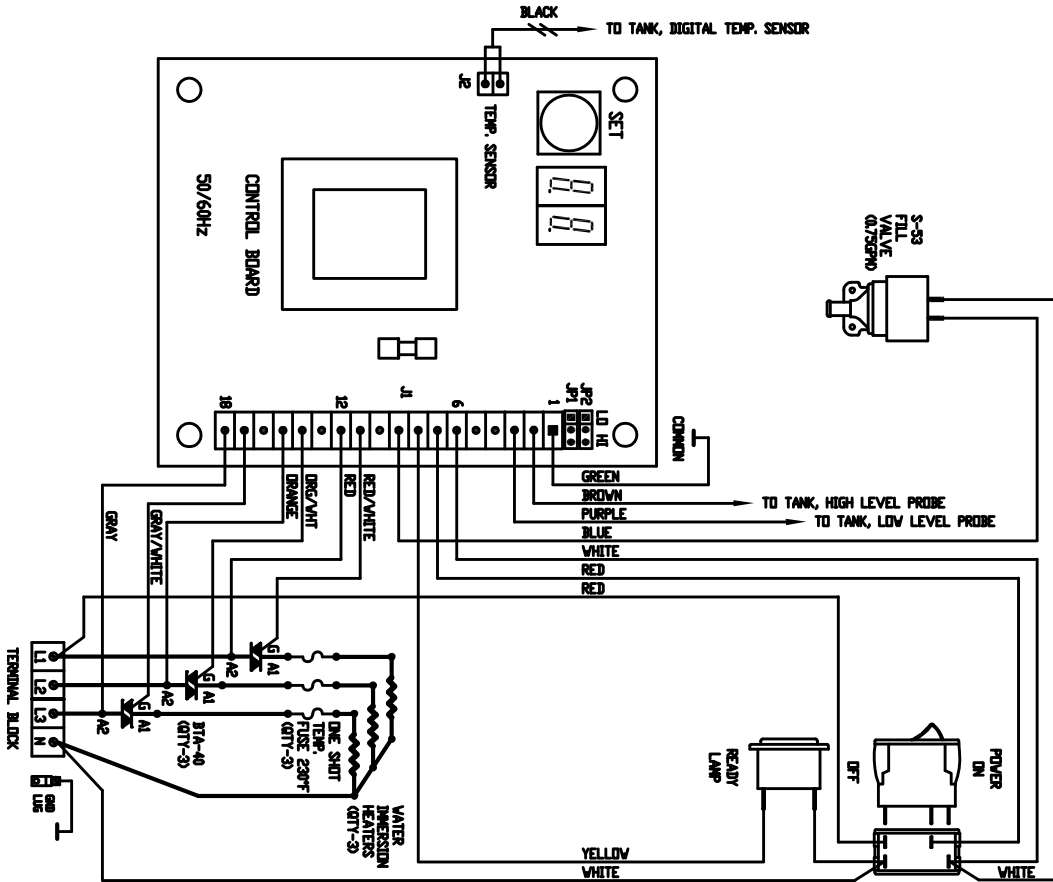 BLACK
TO TANK, DIGITAL TEMP. SENSOR
J2
TEMP. SENSOR
SET
CONTROL BOARD
50/60Hz
S-53
FILL
VALVE
(0.75GPM)
18
12
J1
6
1
JP1
JP2
LO HI
COMMON
GREEN
BROWN
TO TANK, HIGH LEVEL PROBE
PURPLE
TO TANK, LOW LEVEL PROBE
BLUE
WHITE
RED
RED
GRAY
GRAY/WHITE
ORANGE
ORG/WHT
RED
RED/WHITE
TERMINAL BLOCK
L1
L2
L3
N
A2
G
A1
A2
G
A1
A2
G
A1
BTA-40
(QTY-3)
ONE SHOT
TEMP.
FUSE 230°F
(QTY-3)
WATER
IMMERSION
HEATERS
(QTY-3)
GND
LUG
READY
LAMP
OFF
POWER
ON
YELLOW
WHITE
WHITE